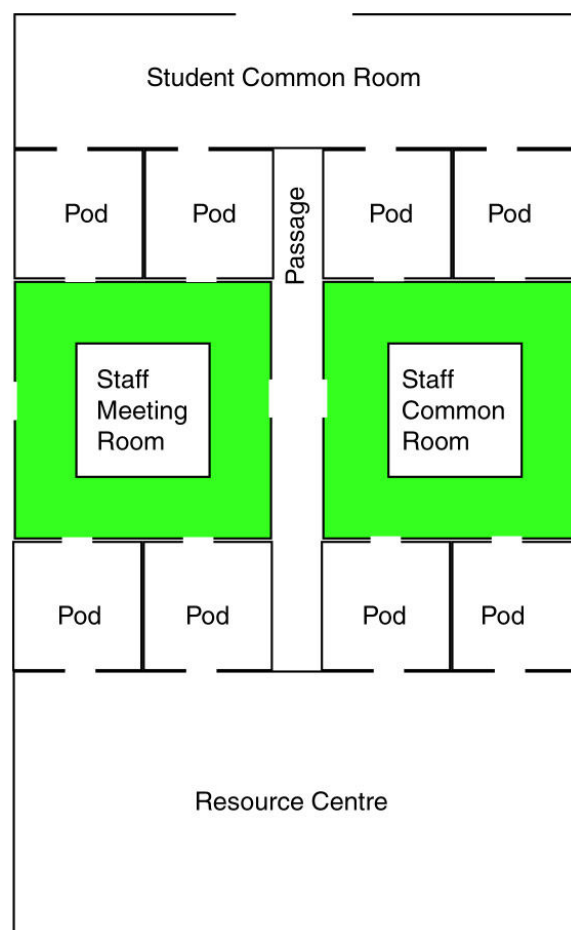 Student Common Room
Pod
Pod
Passage
Pod
Pod
Staff
Meeting
Room
Staff
Common
Room
Pod
Pod
Pod
Pod
Resource Centre